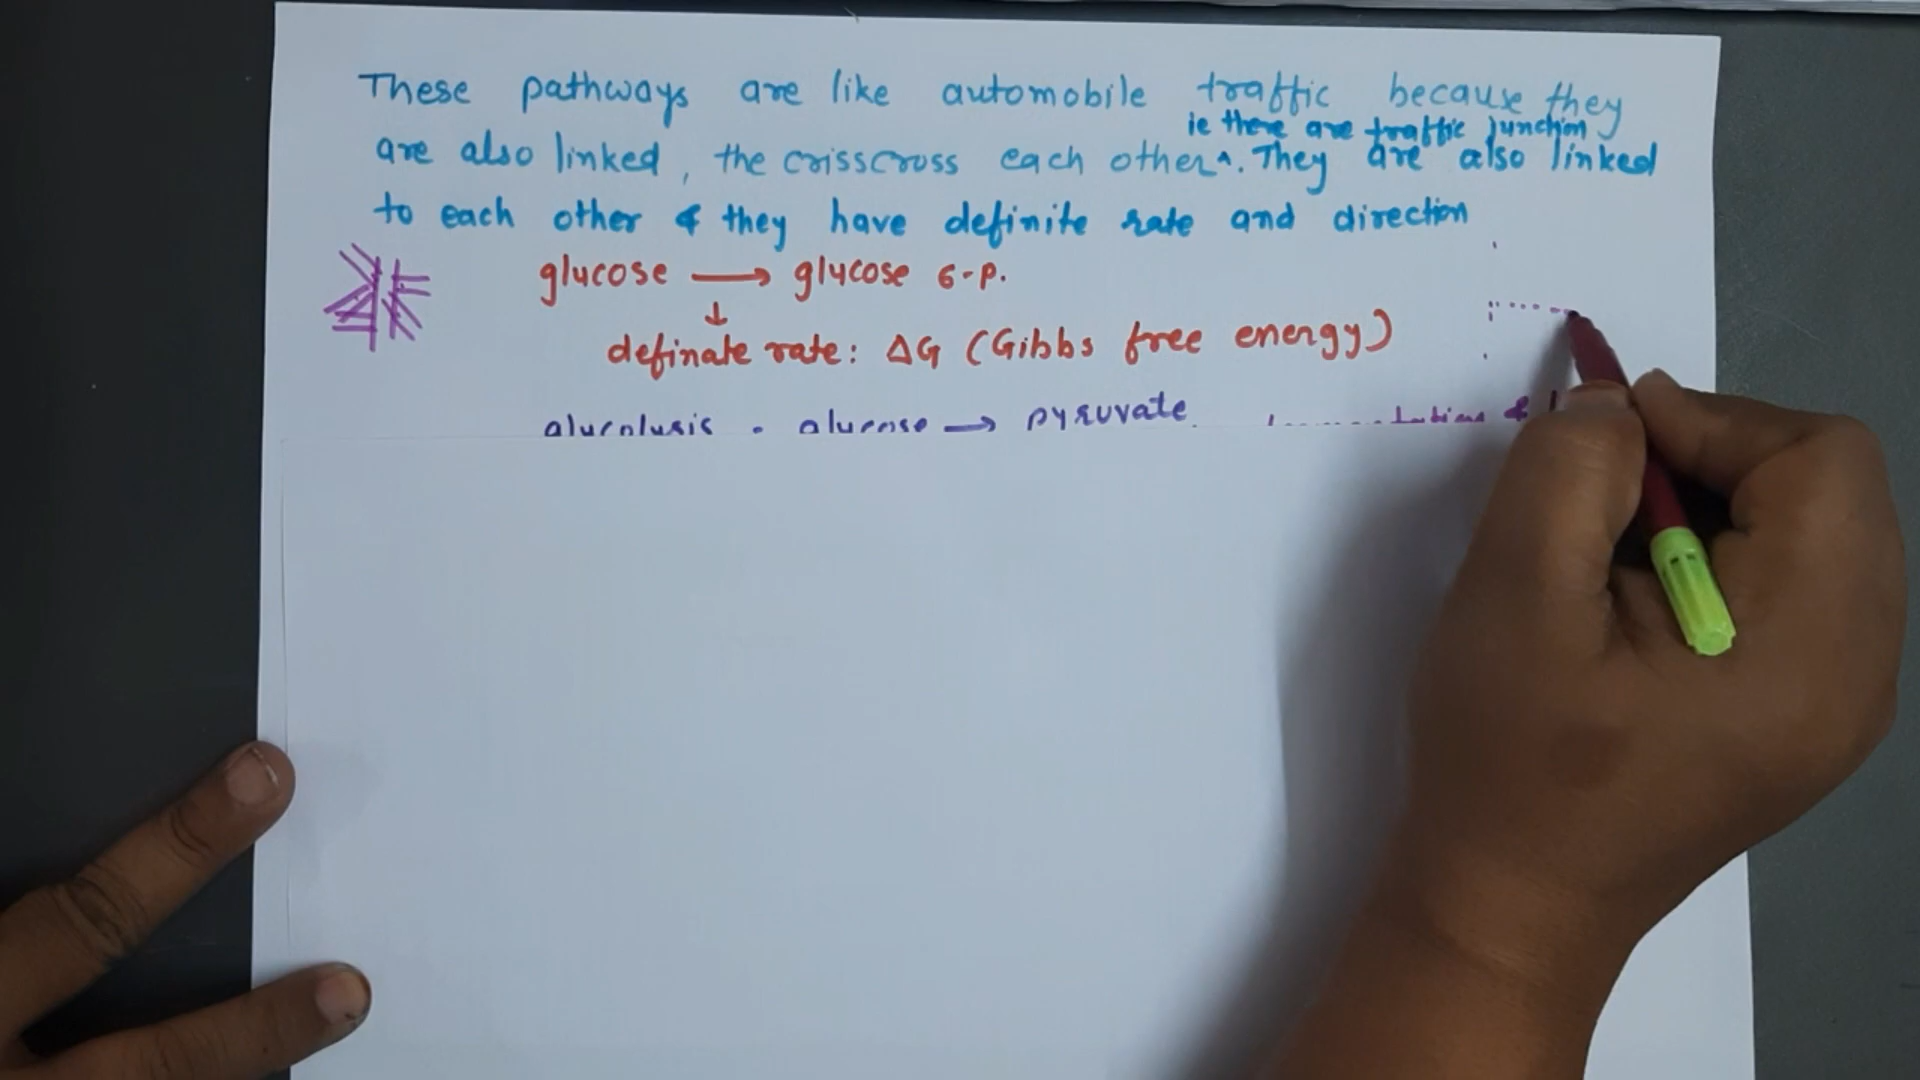 These pathways are like automobile traffic because they
ie there are traffic junction
are also linked, the crisscross each other^. They are also linked
to each other & they have definite rate and direction
glucose → glycose 6-p.
↓
definate rate: ΔG (Gibbs free energy)
glycolysis . glucose → pyruvate